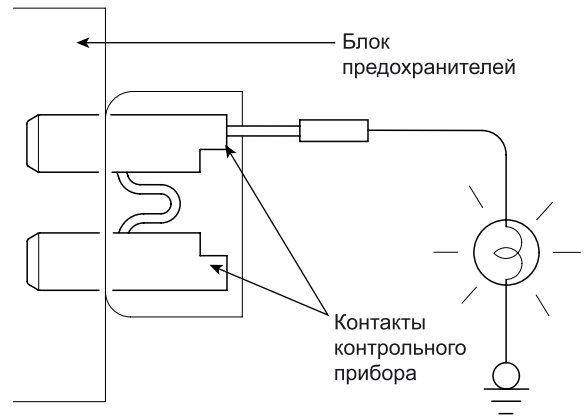 Блок
предохранителей
Контакты
контрольного
прибора